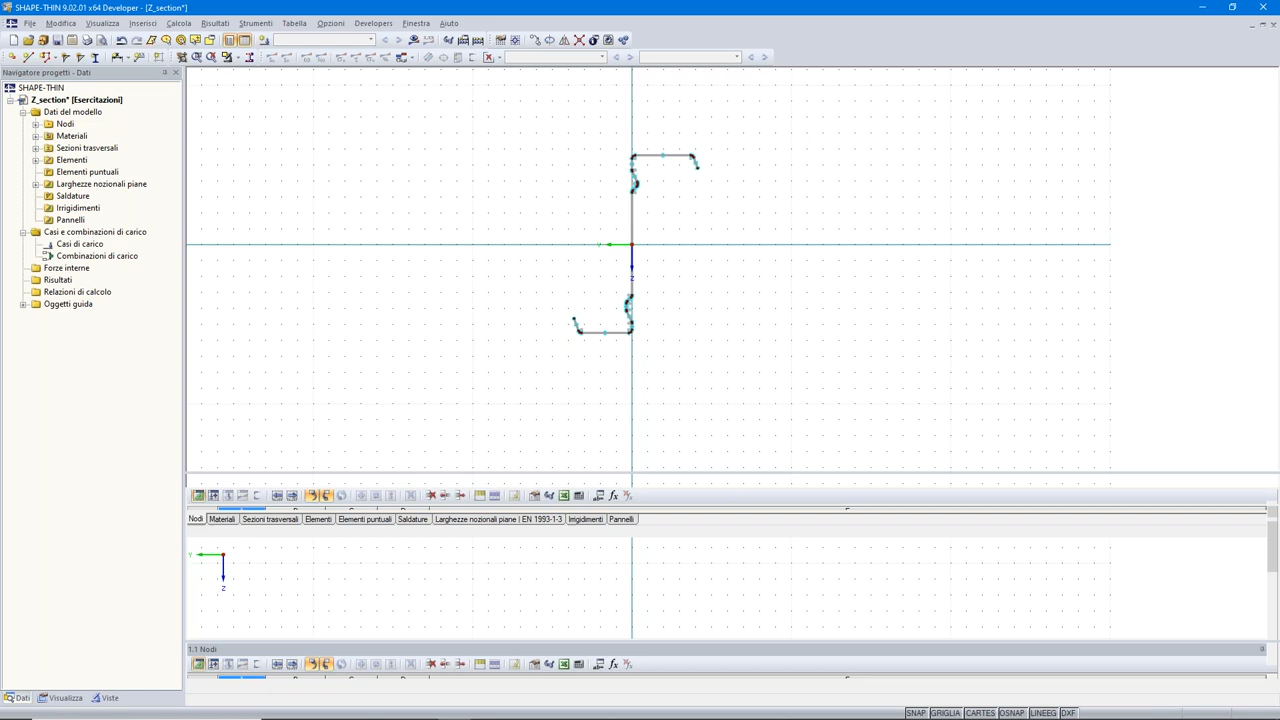 SHAPE-THIN 9.02.01 x64 Developer - [Z_section*]
File Modifica Visualizza Inserisci Calcola Risultati Strumenti Tabella Opzioni Developers Finestra Aiuto
Navigatore progetti - Dati
SHAPE-THIN
Z_section* [Esercitazioni]
Dati del modello
Nodi
Materiali
Sezioni trasversali
Elementi
Elementi puntuali
Larghezze nozionali piane
Saldature
Irrigidimenti
Pannelli
Casi e combinazioni di carico
Casi di carico
Combinazioni di carico
Forze interne
Risultati
Relazioni di calcolo
Oggetti guida
y
z
Nodi Materiali Sezioni trasversali Elementi Elementi puntuali Saldature Larghezze nozionali piane | EN 1993-1-3 Irrigidimenti Pannelli
y
z
1.1 Nodi
Dati Visualizza Viste
SNAP GRIGLIA CARTES OSNAP LINEEG DXF